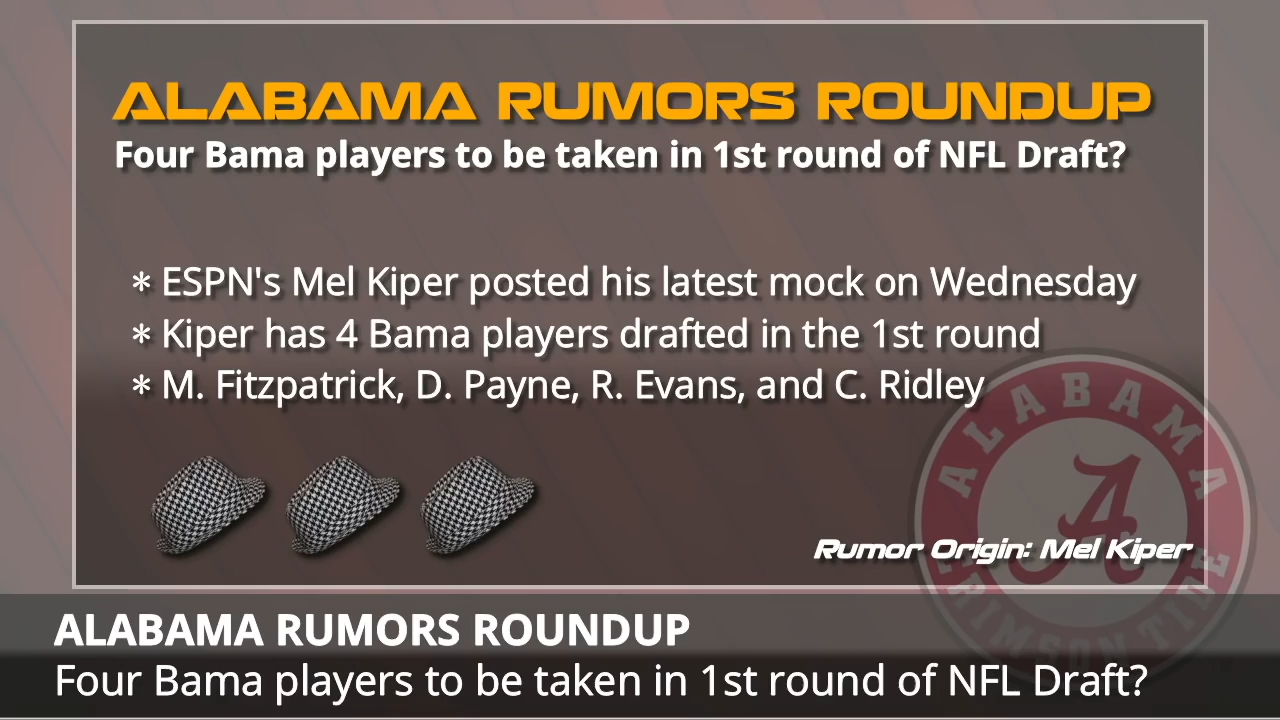 ALABAMA RUMORS ROUNDUP
Four Bama players to be taken in 1st round of NFL Draft?
* ESPN's Mel Kiper posted his latest mock on Wednesday
* Kiper has 4 Bama players drafted in the 1st round
* M. Fitzpatrick, D. Payne, R. Evans, and C. Ridley
ALABAMA
A
CRIMSON TIDE
Rumor Origin: Mel Kiper
ALABAMA RUMORS ROUNDUP
Four Bama players to be taken in 1st round of NFL Draft?